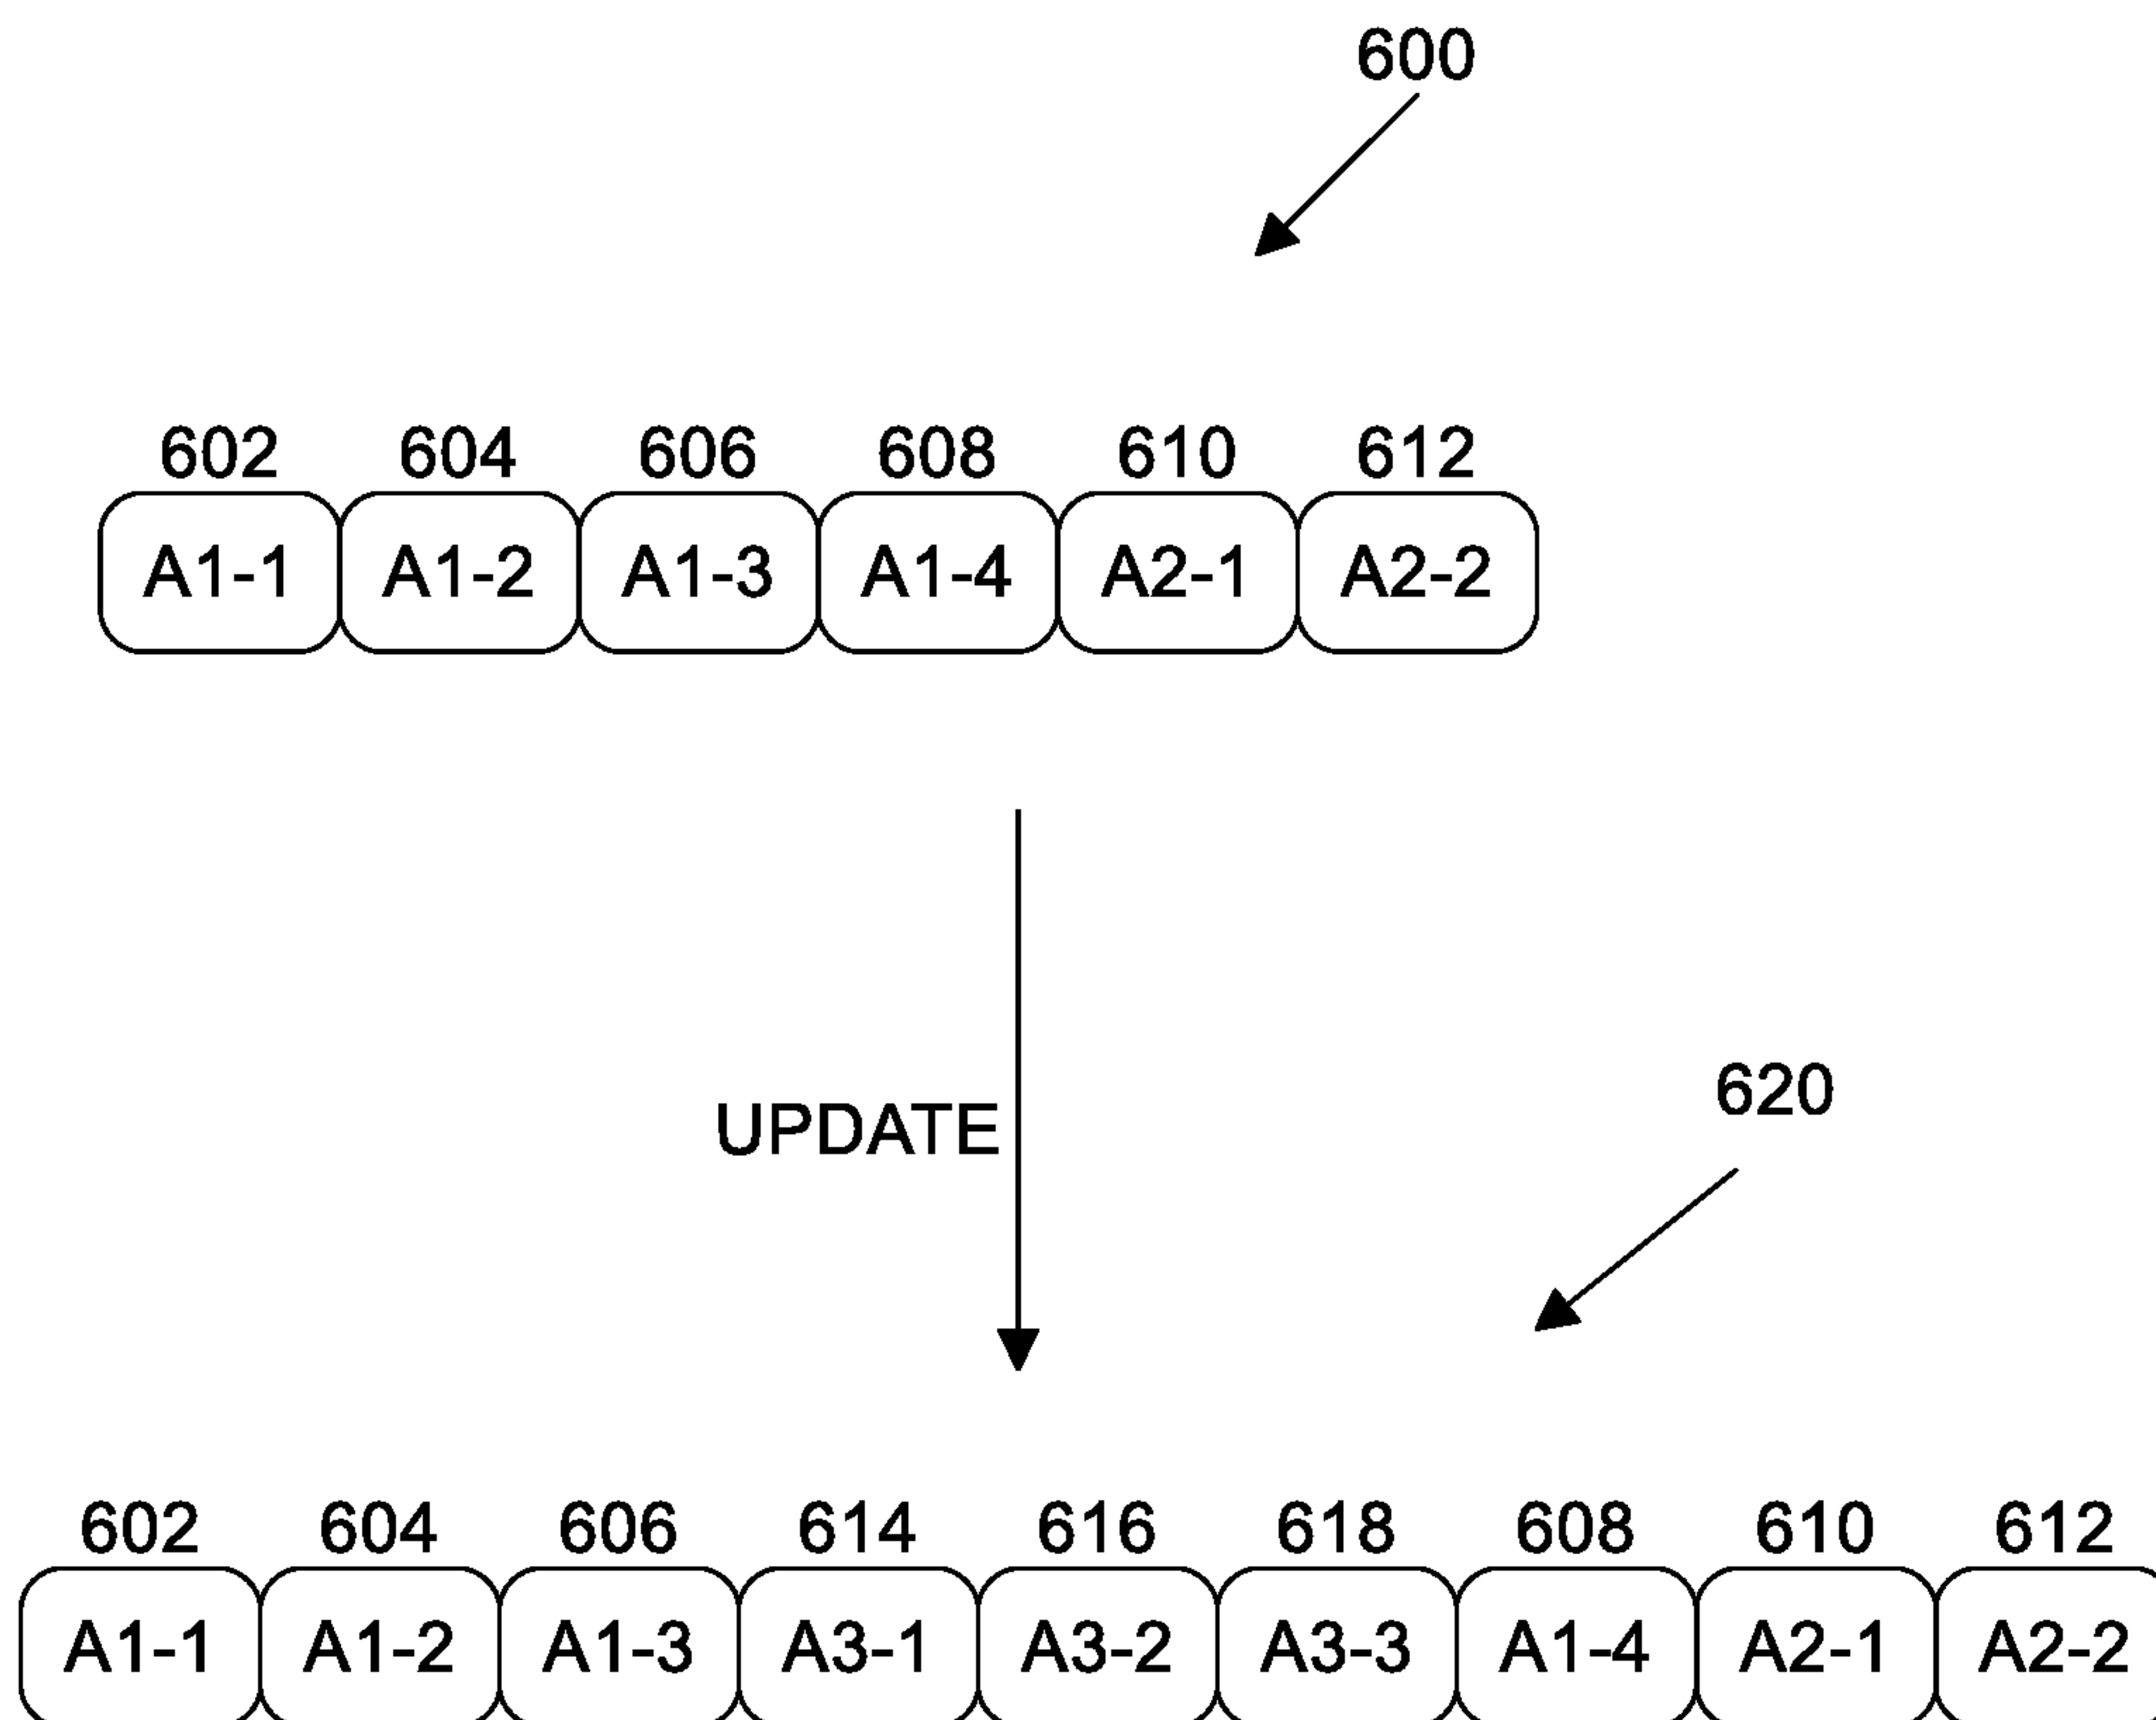 600
602 604 606 608 610 612
A1-1 A1-2 A1-3 A1-4 A2-1 A2-2
620
UPDATE
602 604 606 614 616 618 608 610 612
A1-1 A1-2 A1-3 A3-1 A3-2 A3-3 A1-4 A2-1 A2-2